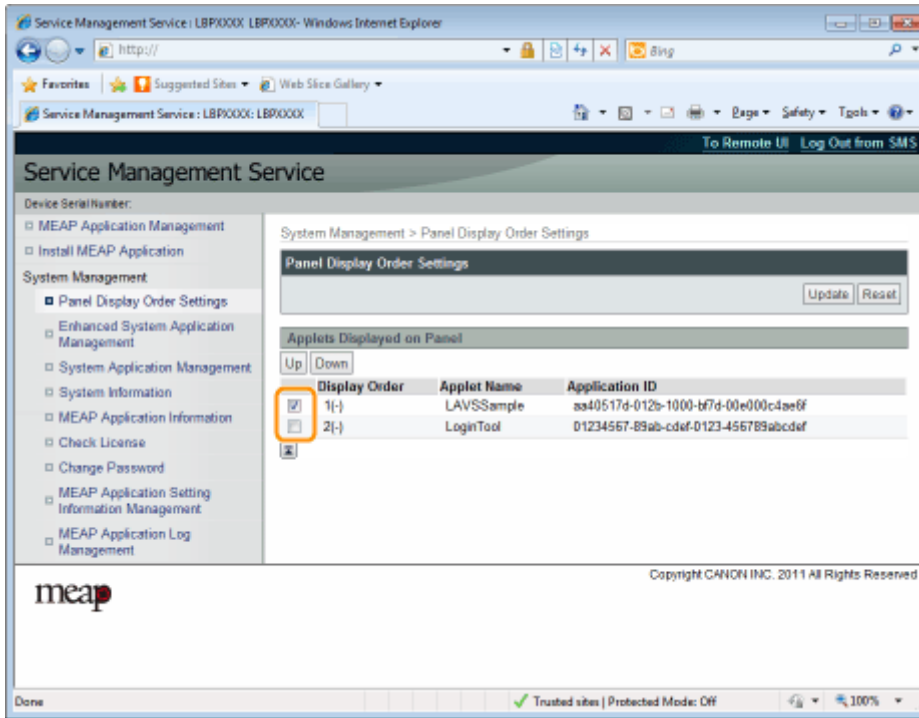 Service Management Service : LBPXXXX: LBPXXXX- Windows Internet Explorer
http://
Bing
Favorites Suggested Sites Web Slice Gallery
Service Management Service : LBPXXXX: LBPXXXX
Page Safety Tools
To Remote UI Log Out from SMS
Service Management Service
Device Serial Number:
MEAP Application Management
Install MEAP Application
System Management
Panel Display Order Settings
Enhanced System Application
Management
System Application Management
System Information
MEAP Application Information
Check License
Change Password
MEAP Application Setting
Information Management
MEAP Application Log
Management
System Management > Panel Display Order Settings
Panel Display Order Settings
Update Reset
Applets Displayed on Panel
Up Down
Display Order Applet Name Application ID
1(-) LAVSSample aa40517d-012b-1000-bf7d-00e000c4ae6f
2(-) LoginTool 01234567-89ab-cdef-0123-456789abcdef
Copyright CANON INC. 2011 All Rights Reserved
meap
Done Trusted sites | Protected Mode: Off 100%